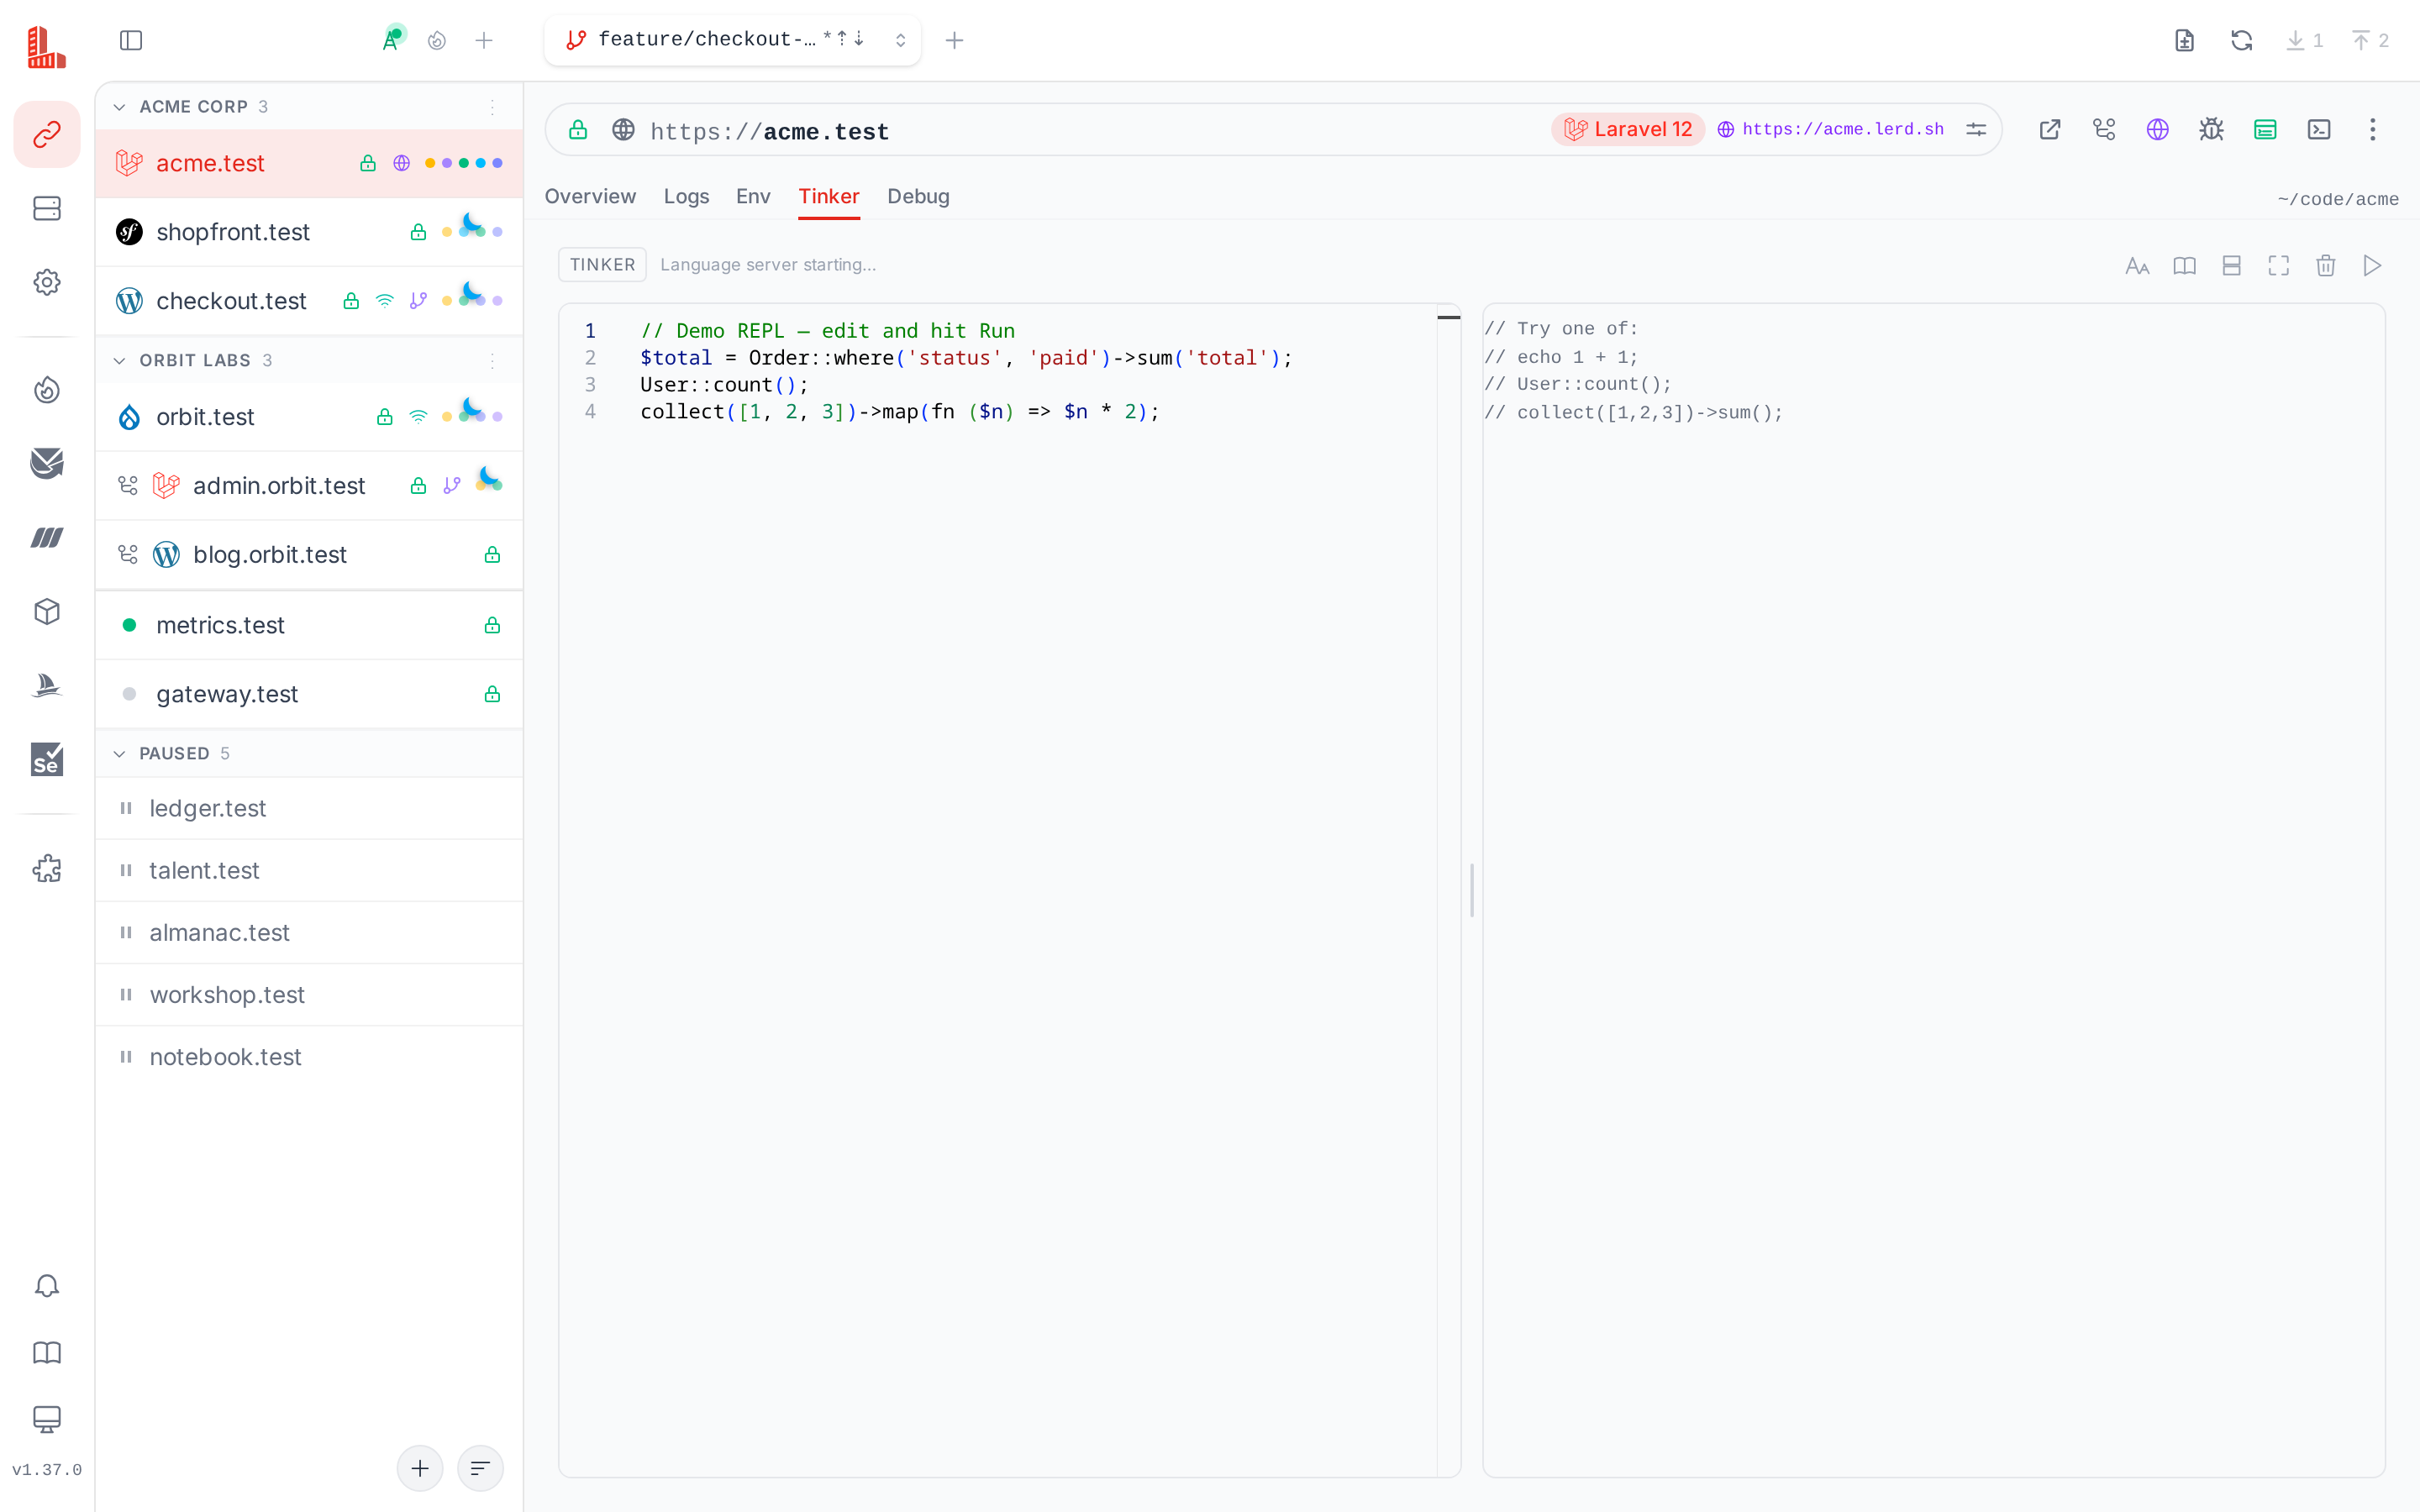 feature/checkout-… *↑↓
1
2
ACME CORP 3
acme.test
shopfront.test
checkout.test
ORBIT LABS 3
orbit.test
admin.orbit.test
blog.orbit.test
metrics.test
gateway.test
PAUSED 5
ledger.test
talent.test
almanac.test
workshop.test
notebook.test
Se
v1.37.0
https://acme.test
Laravel 12
https://acme.lerd.sh
Overview Logs Env Tinker Debug
~/code/acme
TINKER Language server starting...
1 // Demo REPL — edit and hit Run
2 $total = Order::where('status', 'paid')->sum('total');
3 User::count();
4 collect([1, 2, 3])->map(fn ($n) => $n * 2);
// Try one of:
// echo 1 + 1;
// User::count();
// collect([1,2,3])->sum();